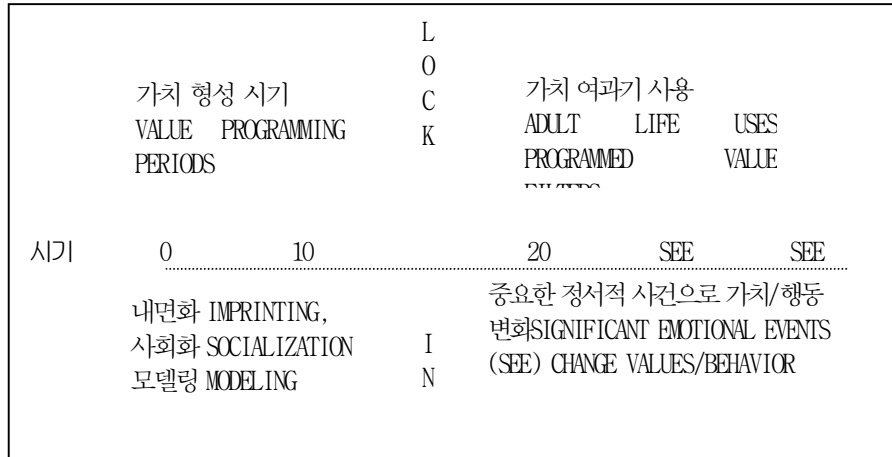 L
O
C
K
가치 형성 시기
VALUE PROGRAMMING
PERIODS
가치 여과기 사용
ADULT LIFE USES
PROGRAMMED VALUE
시기 0 10 20 SEE SEE
내면화 IMPRINTING,
사회화 SOCIALIZATION
모델링 MODELING
I
N
중요한 정서적 사건으로 가치/행동
변화SIGNIFICANT EMOTIONAL EVENTS
(SEE) CHANGE VALUES/BEHAVIOR